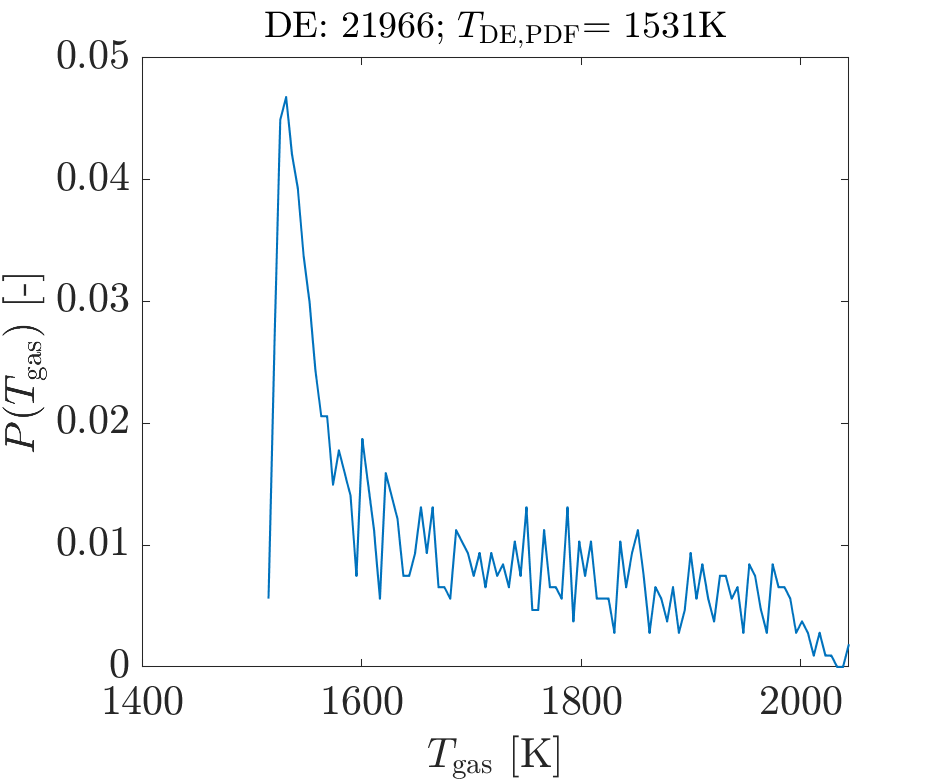 DE: 21966; T_DE,PDF= 1531K
0.05
0.04
0.03
0.02
0.01
0
P(T_gas) [-]
1400 1600 1800 2000
T_gas [K]